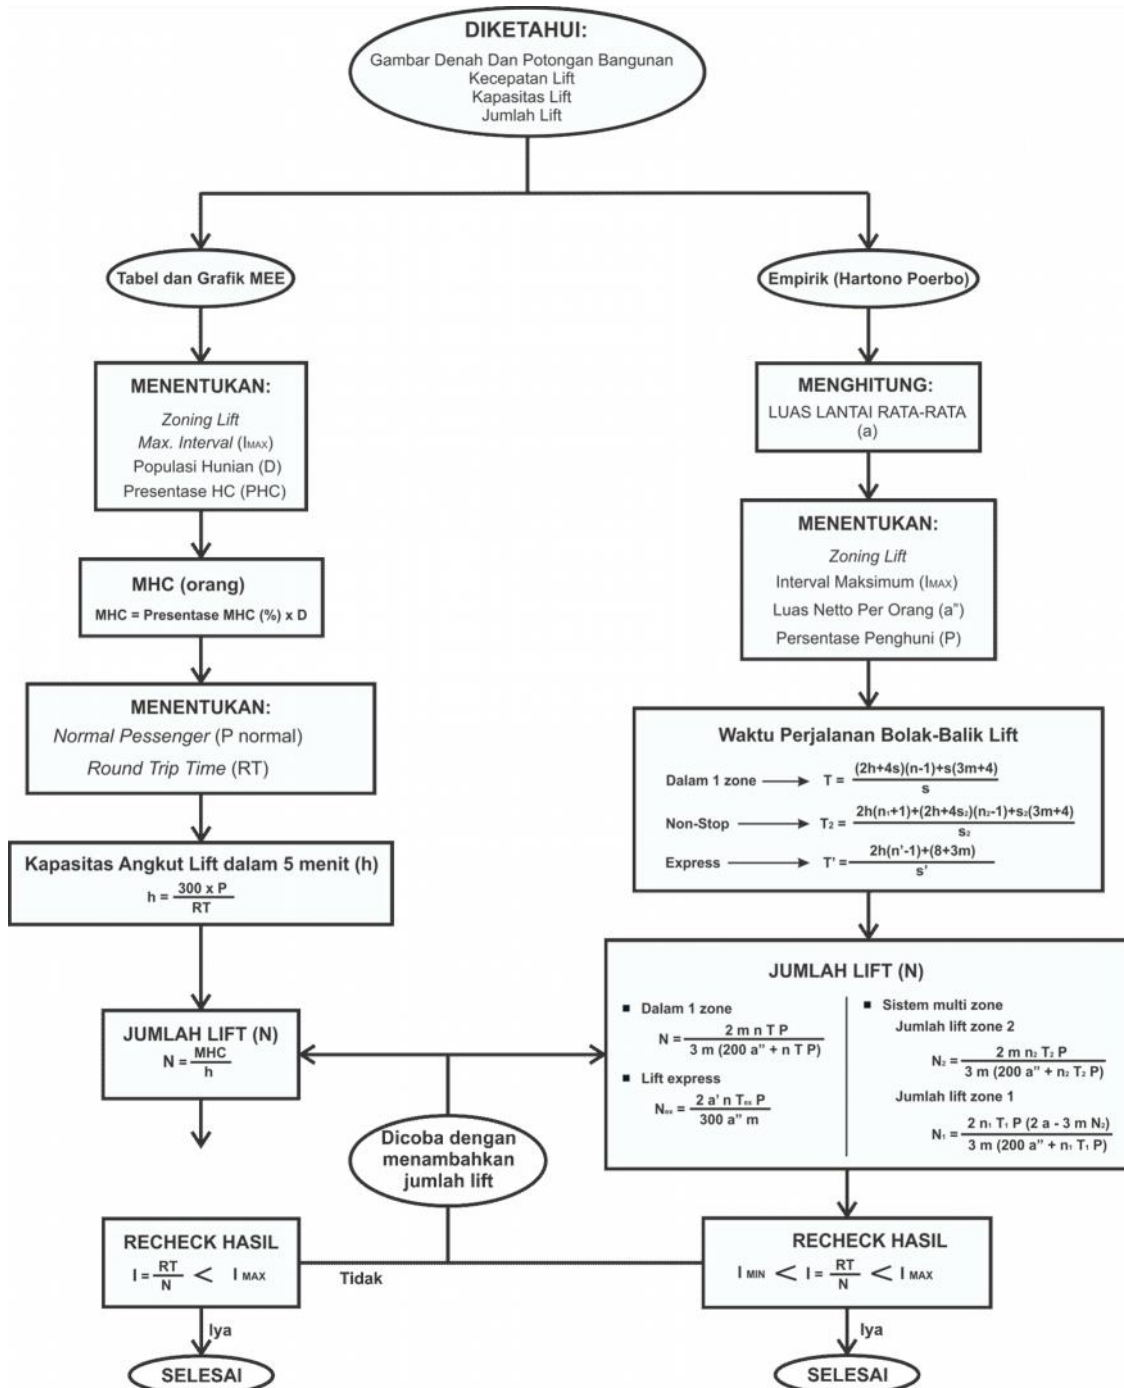 DIKETAHUI:
Gambar Denah Dan Potongan Bangunan
Kecepatan Lift
Kapasitas Lift
Jumlah Lift
Tabel dan Grafik MEE
MENENTUKAN:
Zoning Lift
Max. Interval (IMAX)
Populasi Hunian (D)
Presentase HC (PHC)
MHC (orang)
MHC = Presentase MHC (%) x D
MENENTUKAN:
Normal Pessenger (P normal)
Round Trip Time (RT)
Kapasitas Angkut Lift dalam 5 menit (h)
h = 300 x P / RT
JUMLAH LIFT (N)
N = MHC / h
RECHECK HASIL
I = RT / N < I MAX
Iya
SELESAI
Tidak
Dicoba dengan
menambahkan
jumlah lift
Empirik (Hartono Poerbo)
MENGHITUNG:
LUAS LANTAI RATA-RATA
(a)
MENENTUKAN:
Zoning Lift
Interval Maksimum (IMAX)
Luas Netto Per Orang (a")
Persentase Penghuni (P)
Waktu Perjalanan Bolak-Balik Lift
Dalam 1 zone T = (2h+4s)(n-1)+s(3m+4) / s
Non-Stop T₂ = 2h(n₁+1)+(2h+4s₂)(n₂-1)+s₂(3m+4) / s₂
Express T' = 2h(n'-1)+(8+3m) / s'
JUMLAH LIFT (N)
■ Dalam 1 zone
N = 2 m n T P / 3 m (200 a" + n T P)
■ Lift express
Nₑₓ = 2 a' n Tₑₓ P / 300 a" m
■ Sistem multi zone
Jumlah lift zone 2
N₂ = 2 m n₂ T₂ P / 3 m (200 a" + n₂ T₂ P)
Jumlah lift zone 1
N₁ = 2 n₁ T₁ P (2 a - 3 m N₂) / 3 m (200 a" + n₁ T₁ P)
RECHECK HASIL
I MIN < I = RT / N < I MAX
Iya
SELESAI